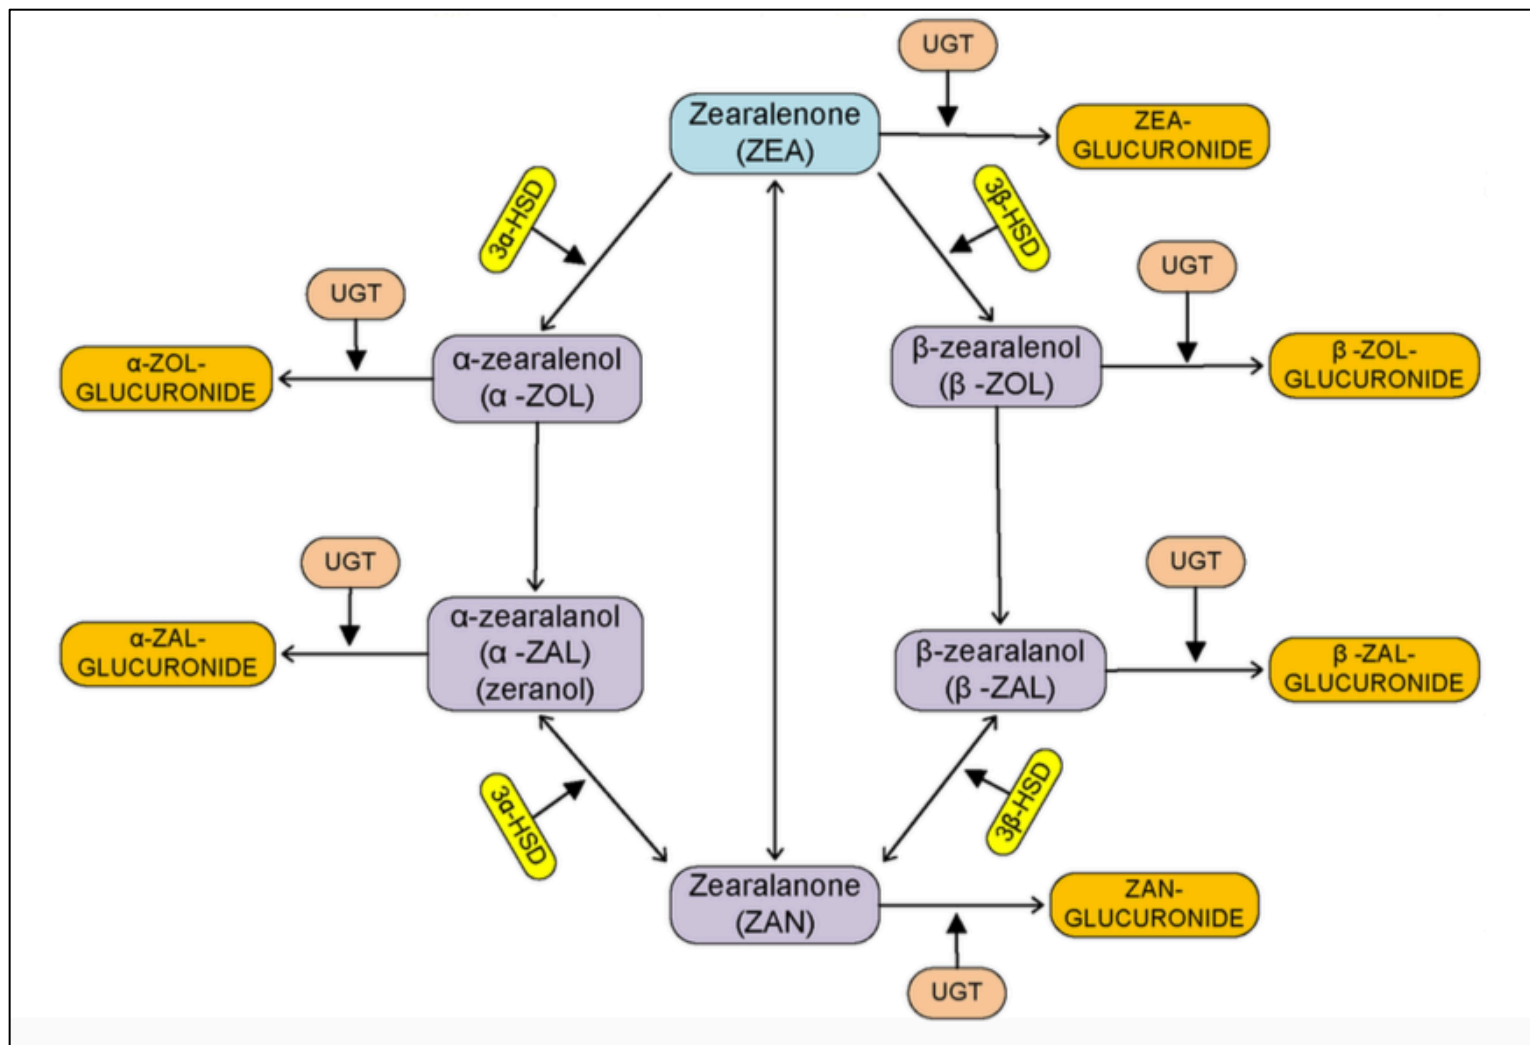 UGT
Zearalenone
(ZEA)
ZEA-
GLUCURONIDE
3α-HSD
3β-HSD
UGT
UGT
α-ZOL-
GLUCURONIDE
α-zearalenol
(α -ZOL)
β-zearalenol
(β -ZOL)
β -ZOL-
GLUCURONIDE
UGT
UGT
α-ZAL-
GLUCURONIDE
α-zearalanol
(α -ZAL)
(zeranol)
β-zearalanol
(β -ZAL)
β -ZAL-
GLUCURONIDE
3α-HSD
3β-HSD
Zearalanone
(ZAN)
ZAN-
GLUCURONIDE
UGT